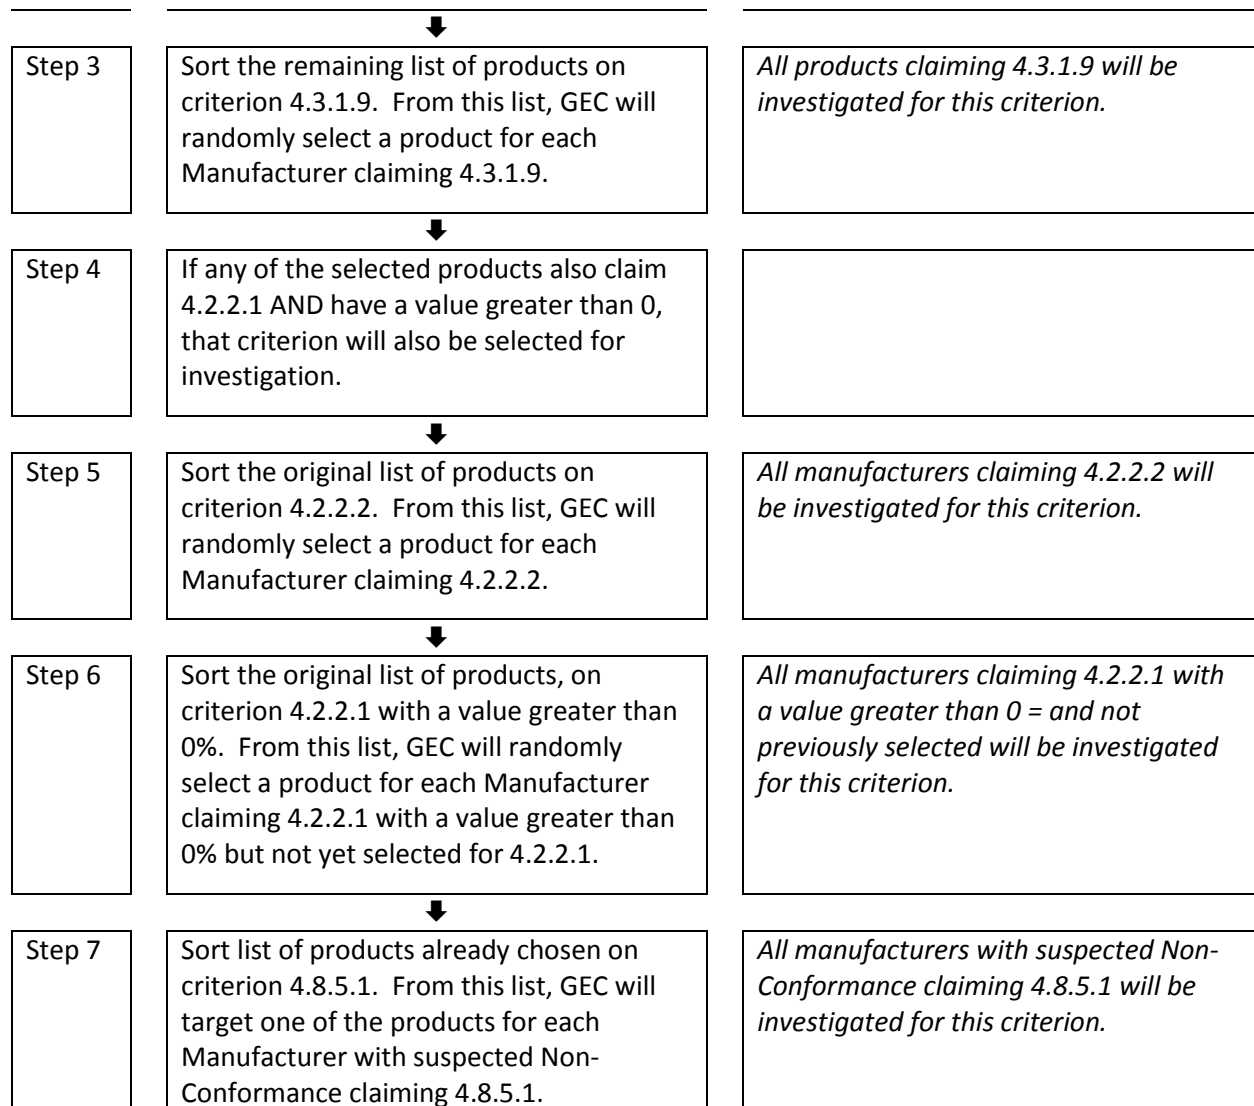 Step 3
Sort the remaining list of products on
criterion 4.3.1.9.  From this list, GEC will
randomly select a product for each
Manufacturer claiming 4.3.1.9.
All products claiming 4.3.1.9 will be
investigated for this criterion.
Step 4
If any of the selected products also claim
4.2.2.1 AND have a value greater than 0,
that criterion will also be selected for
investigation.
Step 5
Sort the original list of products on
criterion 4.2.2.2.  From this list, GEC will
randomly select a product for each
Manufacturer claiming 4.2.2.2.
All manufacturers claiming 4.2.2.2 will
be investigated for this criterion.
Step 6
Sort the original list of products, on
criterion 4.2.2.1 with a value greater than
0%.  From this list, GEC will randomly
select a product for each Manufacturer
claiming 4.2.2.1 with a value greater than
0% but not yet selected for 4.2.2.1.
All manufacturers claiming 4.2.2.1 with
a value greater than 0 = and not
previously selected will be investigated
for this criterion.
Step 7
Sort list of products already chosen on
criterion 4.8.5.1.  From this list, GEC will
target one of the products for each
Manufacturer with suspected Non-
Conformance claiming 4.8.5.1.
All manufacturers with suspected Non-
Conformance claiming 4.8.5.1 will be
investigated for this criterion.